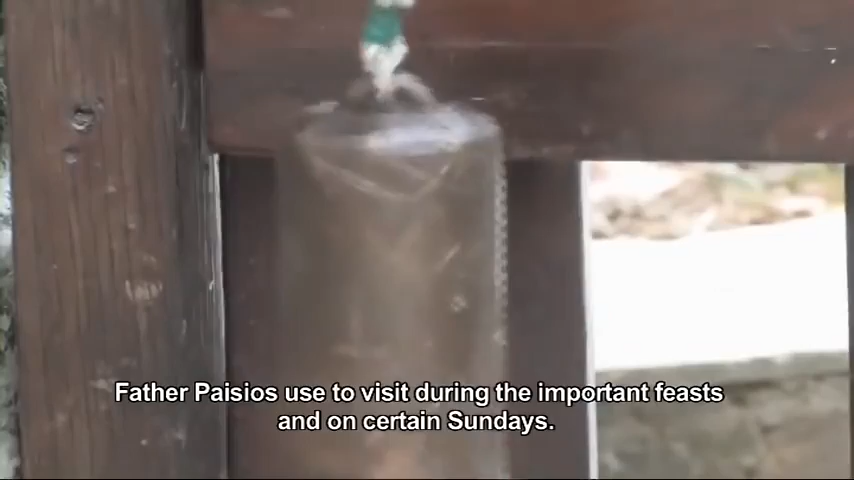 Father Paisios use to visit during the important feasts
and on certain Sundays.